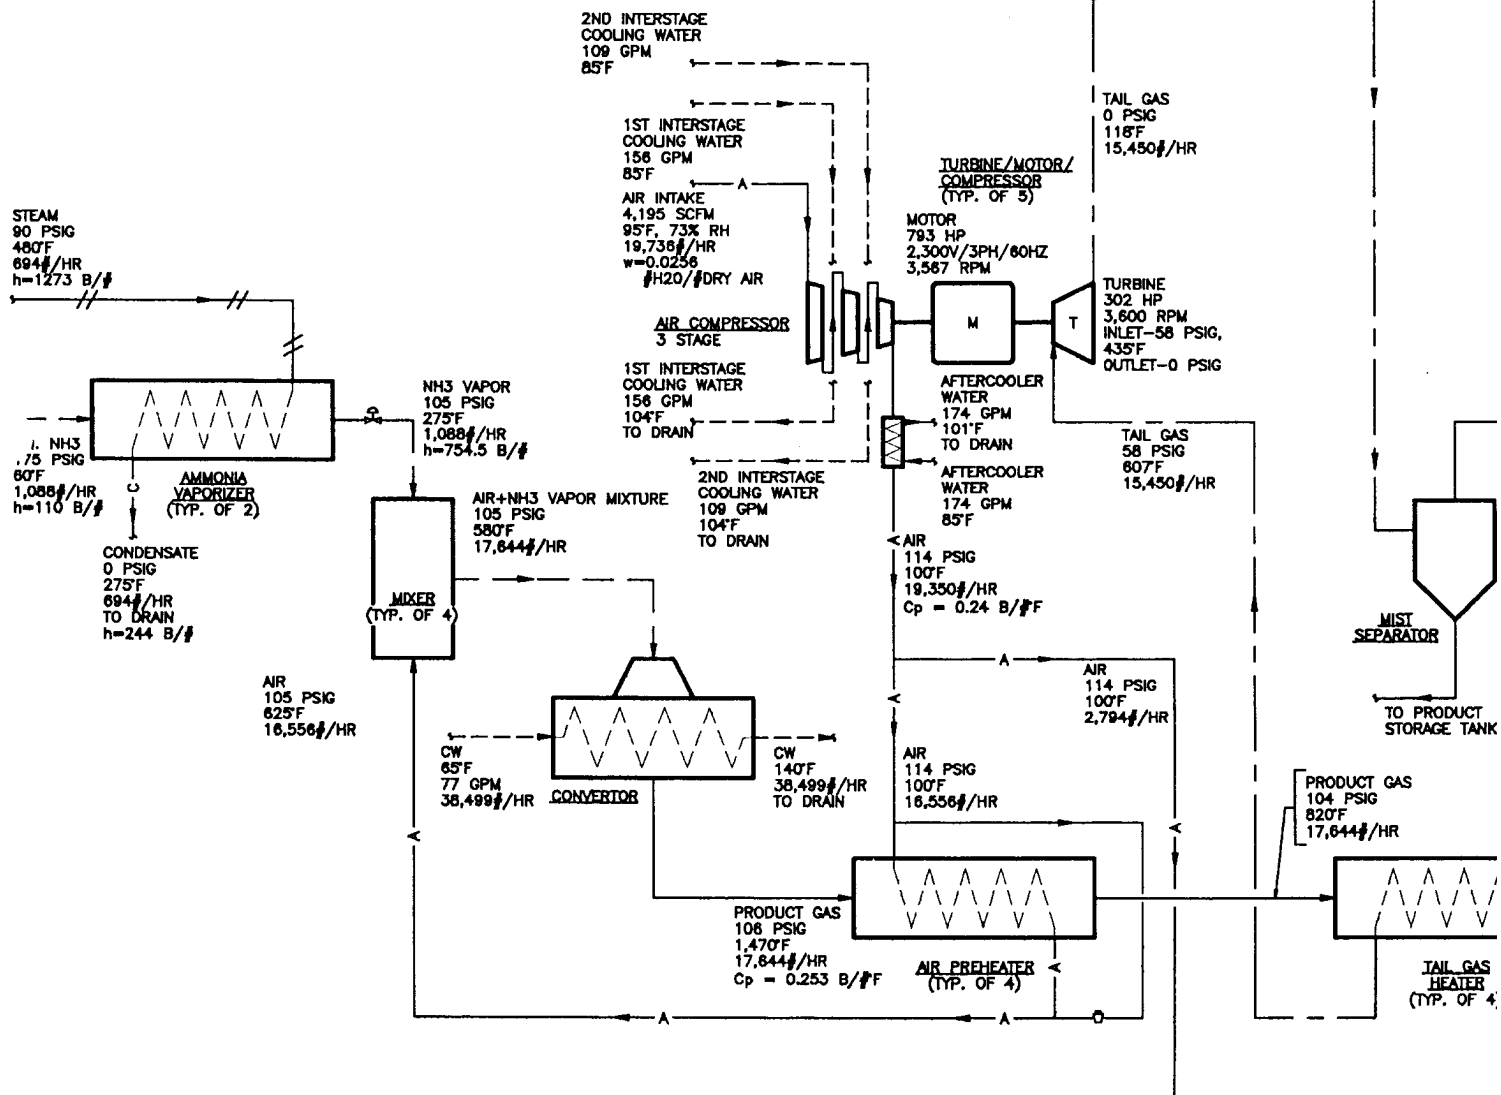 2ND INTERSTAGE
COOLING WATER
109 GPM
85°F
1ST INTERSTAGE
COOLING WATER
156 GPM
85°F
A
AIR INTAKE
4,195 SCFM
95°F, 73% RH
19,736#/HR
w=0.0256
#H20/#DRY AIR
TAIL GAS
0 PSIG
118°F
15,450#/HR
TURBINE/MOTOR/
COMPRESSOR
(TYP. OF 5)
MOTOR
793 HP
2,300V/3PH/60HZ
3,567 RPM
STEAM
90 PSIG
480°F
694#/HR
h=1273 B/#
AIR COMPRESSOR
3 STAGE
M
T
TURBINE
302 HP
3,600 RPM
INLET-58 PSIG,
435°F
OUTLET-0 PSIG
1ST INTERSTAGE
COOLING WATER
156 GPM
104°F
TO DRAIN
AFTERCOOLER
WATER
174 GPM
101°F
TO DRAIN
NH3 VAPOR
105 PSIG
275°F
1,088#/HR
h=754.5 B/#
NH3
75 PSIG
60°F
1,088#/HR
h=110 B/#
C
AMMONIA
VAPORIZER
(TYP. OF 2)
CONDENSATE
0 PSIG
275°F
694#/HR
TO DRAIN
h=244 B/#
2ND INTERSTAGE
COOLING WATER
109 GPM
104°F
TO DRAIN
AFTERCOOLER
WATER
174 GPM
85°F
TAIL GAS
58 PSIG
607°F
15,450#/HR
AIR+NH3 VAPOR MIXTURE
105 PSIG
580°F
17,644#/HR
A
AIR
114 PSIG
100°F
19,350#/HR
Cp = 0.24 B/#°F
MIXER
(TYP. OF 4)
MIST
SEPARATOR
TO PRODUCT
STORAGE TANK
A
A
AIR
114 PSIG
100°F
2,794#/HR
AIR
105 PSIG
625°F
16,556#/HR
CW
65°F
77 GPM
38,499#/HR
CONVERTOR
CW
140°F
38,499#/HR
TO DRAIN
AIR
114 PSIG
100°F
16,556#/HR
A
A
PRODUCT GAS
104 PSIG
820°F
17,644#/HR
PRODUCT GAS
106 PSIG
1,470°F
17,644#/HR
Cp = 0.253 B/#°F
AIR PREHEATER
(TYP. OF 4)
A
TAIL GAS
HEATER
(TYP. OF 4)
A
A